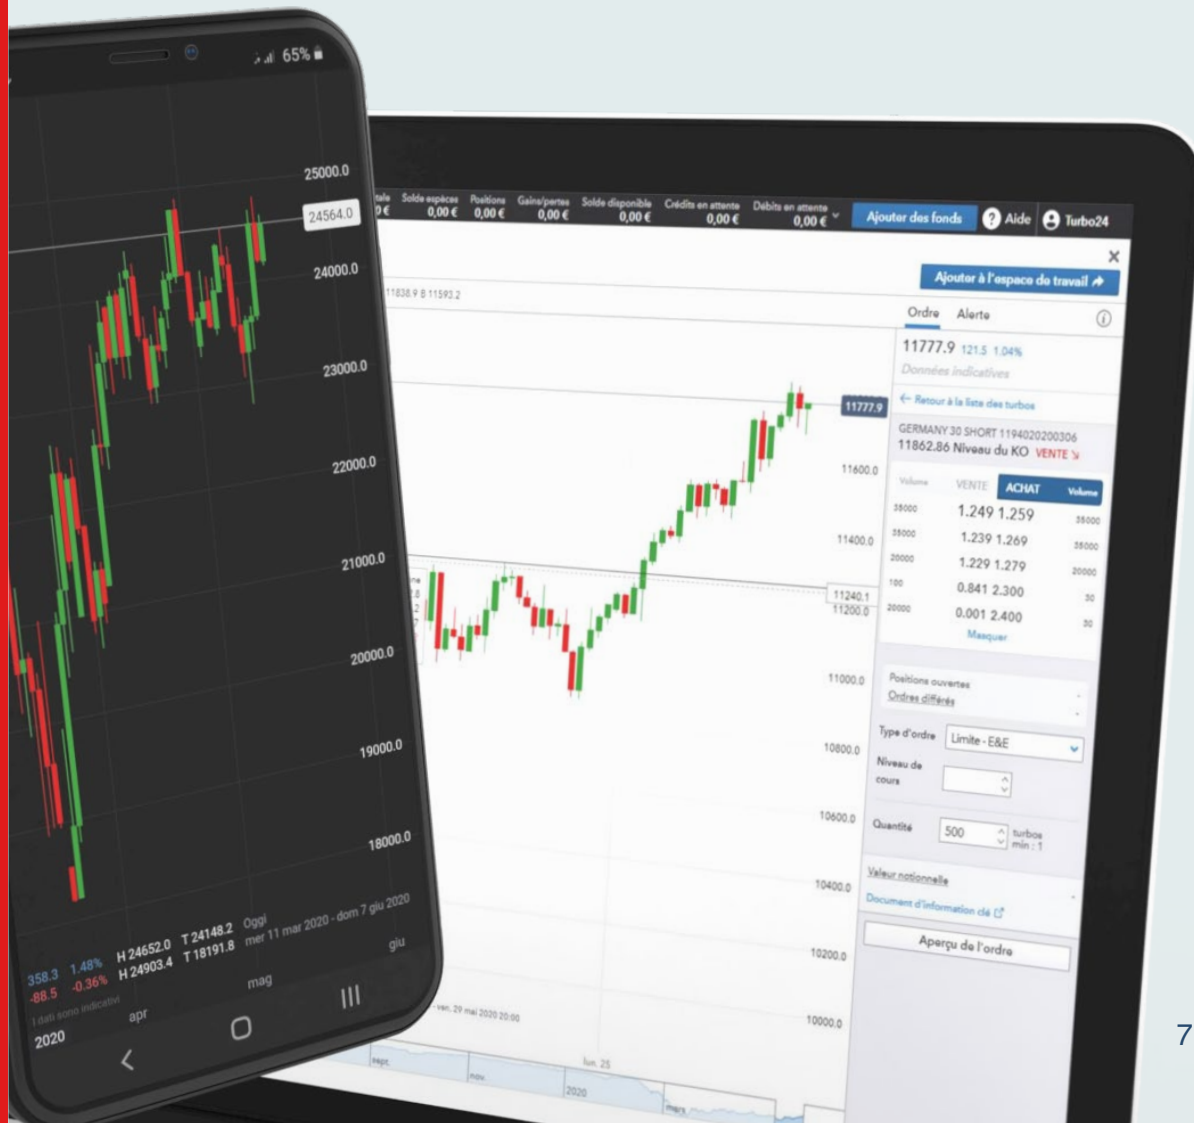 65%
25000.0
24564.0
24000.0
23000.0
22000.0
21000.0
20000.0
19000.0
18000.0
358.3 1.48% H 24652.0 T 24148.2 Oggi
-88.5 -0.36% H 24903.4 T 18191.8 mer 11 mar 2020 - dom 7 giu 2020
I dati sono indicativi
2020 apr mag giu
Solde espèces Positions Gains/pertes Solde disponible Crédits en attente Débits en attente
0,00 € 0,00 € 0,00 € 0,00 € 0,00 € 0,00 €
Ajouter des fonds ? Aide Turbo24
Ajouter à l'espace de travail
11838.9 B 11593.2
Ordre Alerte
11777.9 121.5 1.04%
Données indicatives
← Retour à la liste des turbos
GERMANY 30 SHORT 1194020200306
11862.86 Niveau du KO VENTE
Volume VENTE ACHAT Volume
35000 1.249 1.259 35000
35000 1.239 1.269 35000
20000 1.229 1.279 20000
100 0.841 2.300 30
20000 0.001 2.400 30
Masquer
Positions ouvertes -
Ordres différés -
Type d'ordre Limite - E&E
Niveau de
cours
Quantité 500 turbos
min : 1
Valeur notionnelle -
Document d'information clé
Aperçu de l'ordre
11777.9
11600.0
11400.0
11240.1
11200.0
11000.0
10800.0
10600.0
10400.0
10200.0
10000.0
- ven. 29 mai 2020 20:00
lun. 25
sept. nov. 2020 mars
7